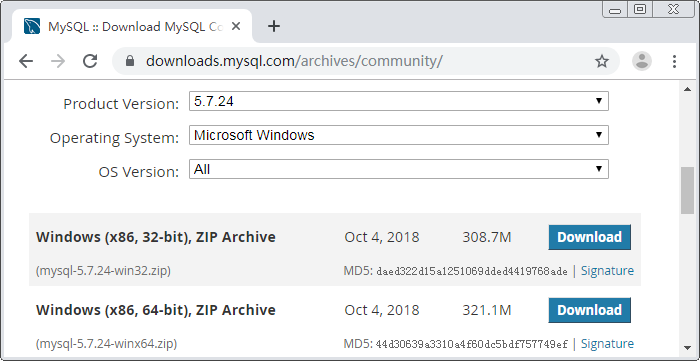 MySQL :: Download MySQL Co
downloads.mysql.com/archives/community/
Product Version: 5.7.24
Operating System: Microsoft Windows
OS Version: All
Windows (x86, 32-bit), ZIP Archive Oct 4, 2018 308.7M Download
(mysql-5.7.24-win32.zip) MD5: daed322d15a1251069dded4419768ade | Signature
Windows (x86, 64-bit), ZIP Archive Oct 4, 2018 321.1M Download
(mysql-5.7.24-winx64.zip) MD5: 44d30639a3310a4f60dc5bdf757749ef | Signature